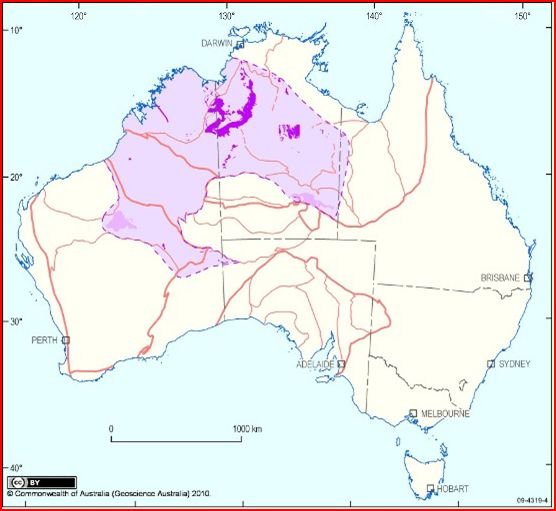 120° 130° 140° 150°
10°
DARWIN
20°
BRISBANE
30°
PERTH
ADELAIDE
SYDNEY
MELBOURNE
0 1000 km
40°
HOBART
cc BY
© Commonwealth of Australia (Geoscience Australia) 2010.
09-4319-4